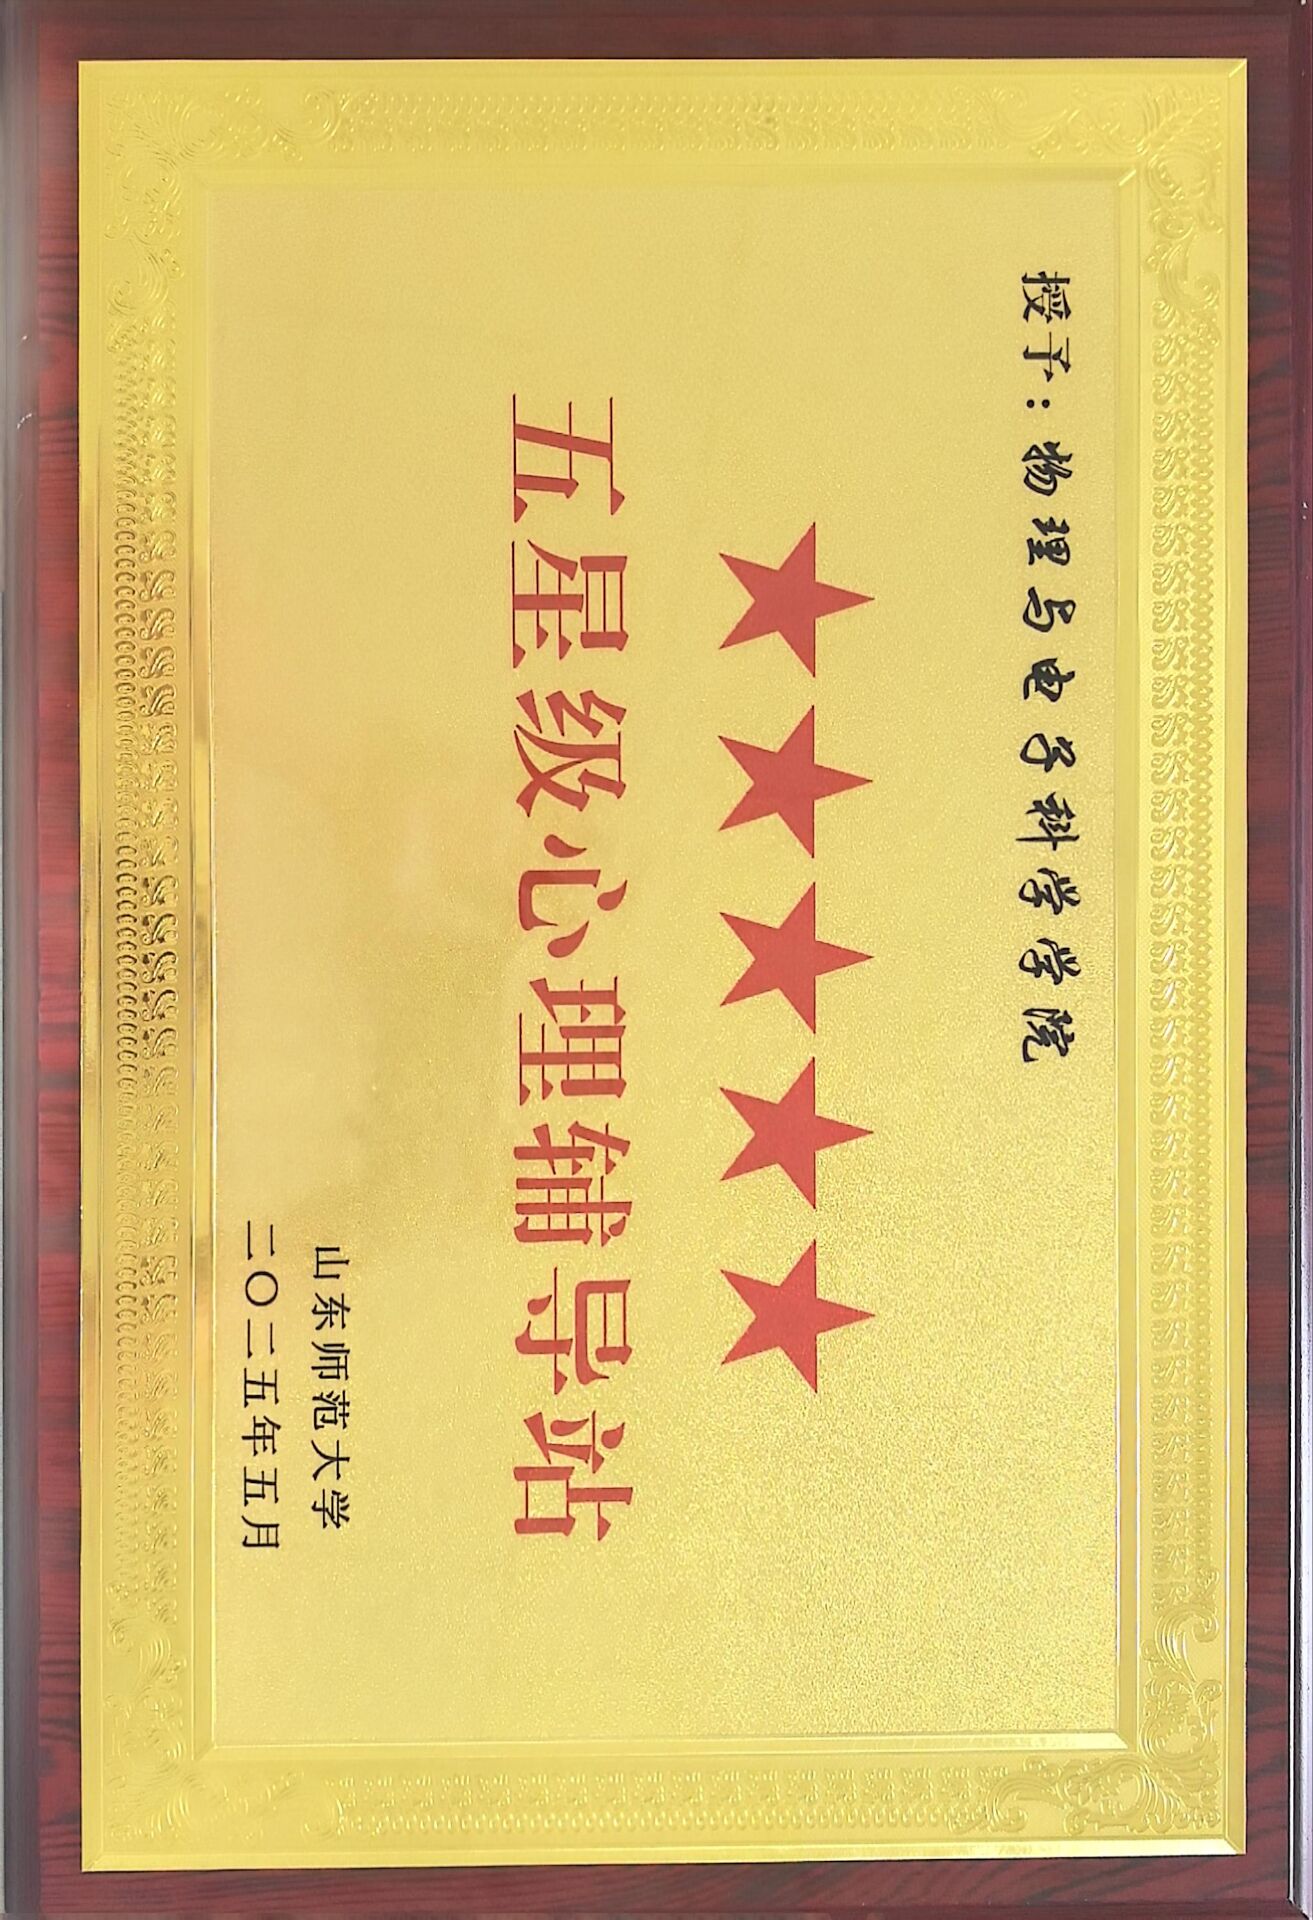 授予：物理与电子科学学院
★★★★★
五星级心理辅导站
山东师范大学
二〇二五年五月